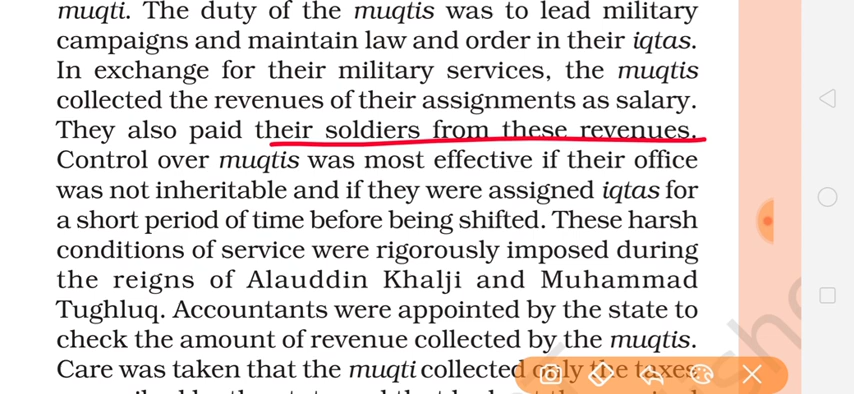 muqti. The duty of the muqtis was to lead military
campaigns and maintain law and order in their iqtas.
In exchange for their military services, the muqtis
collected the revenues of their assignments as salary.
They also paid their soldiers from these revenues.
Control over muqtis was most effective if their office
was not inheritable and if they were assigned iqtas for
a short period of time before being shifted. These harsh
conditions of service were rigorously imposed during
the reigns of Alauddin Khalji and Muhammad
Tughluq. Accountants were appointed by the state to
check the amount of revenue collected by the muqtis.
Care was taken that the muqti collected only the taxes